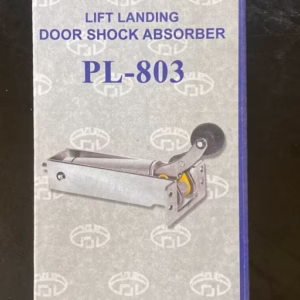 LIFT LANDING
DOOR SHOCK ABSORBER
PL-803